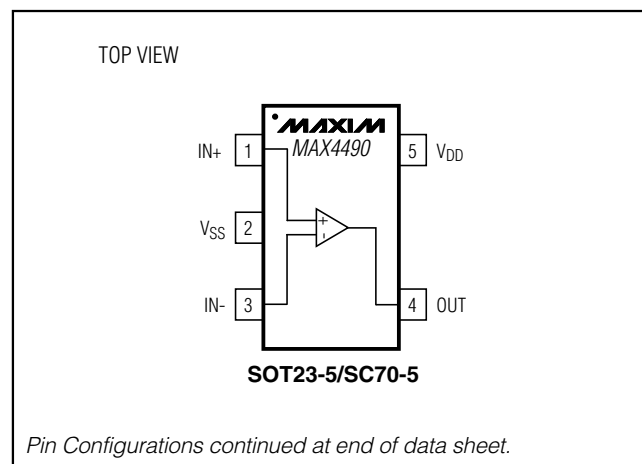 TOP VIEW
MAXIM
MAX4490
IN+ 1
5 VDD
VSS 2
+
-
IN- 3
4 OUT
SOT23-5/SC70-5
Pin Configurations continued at end of data sheet.